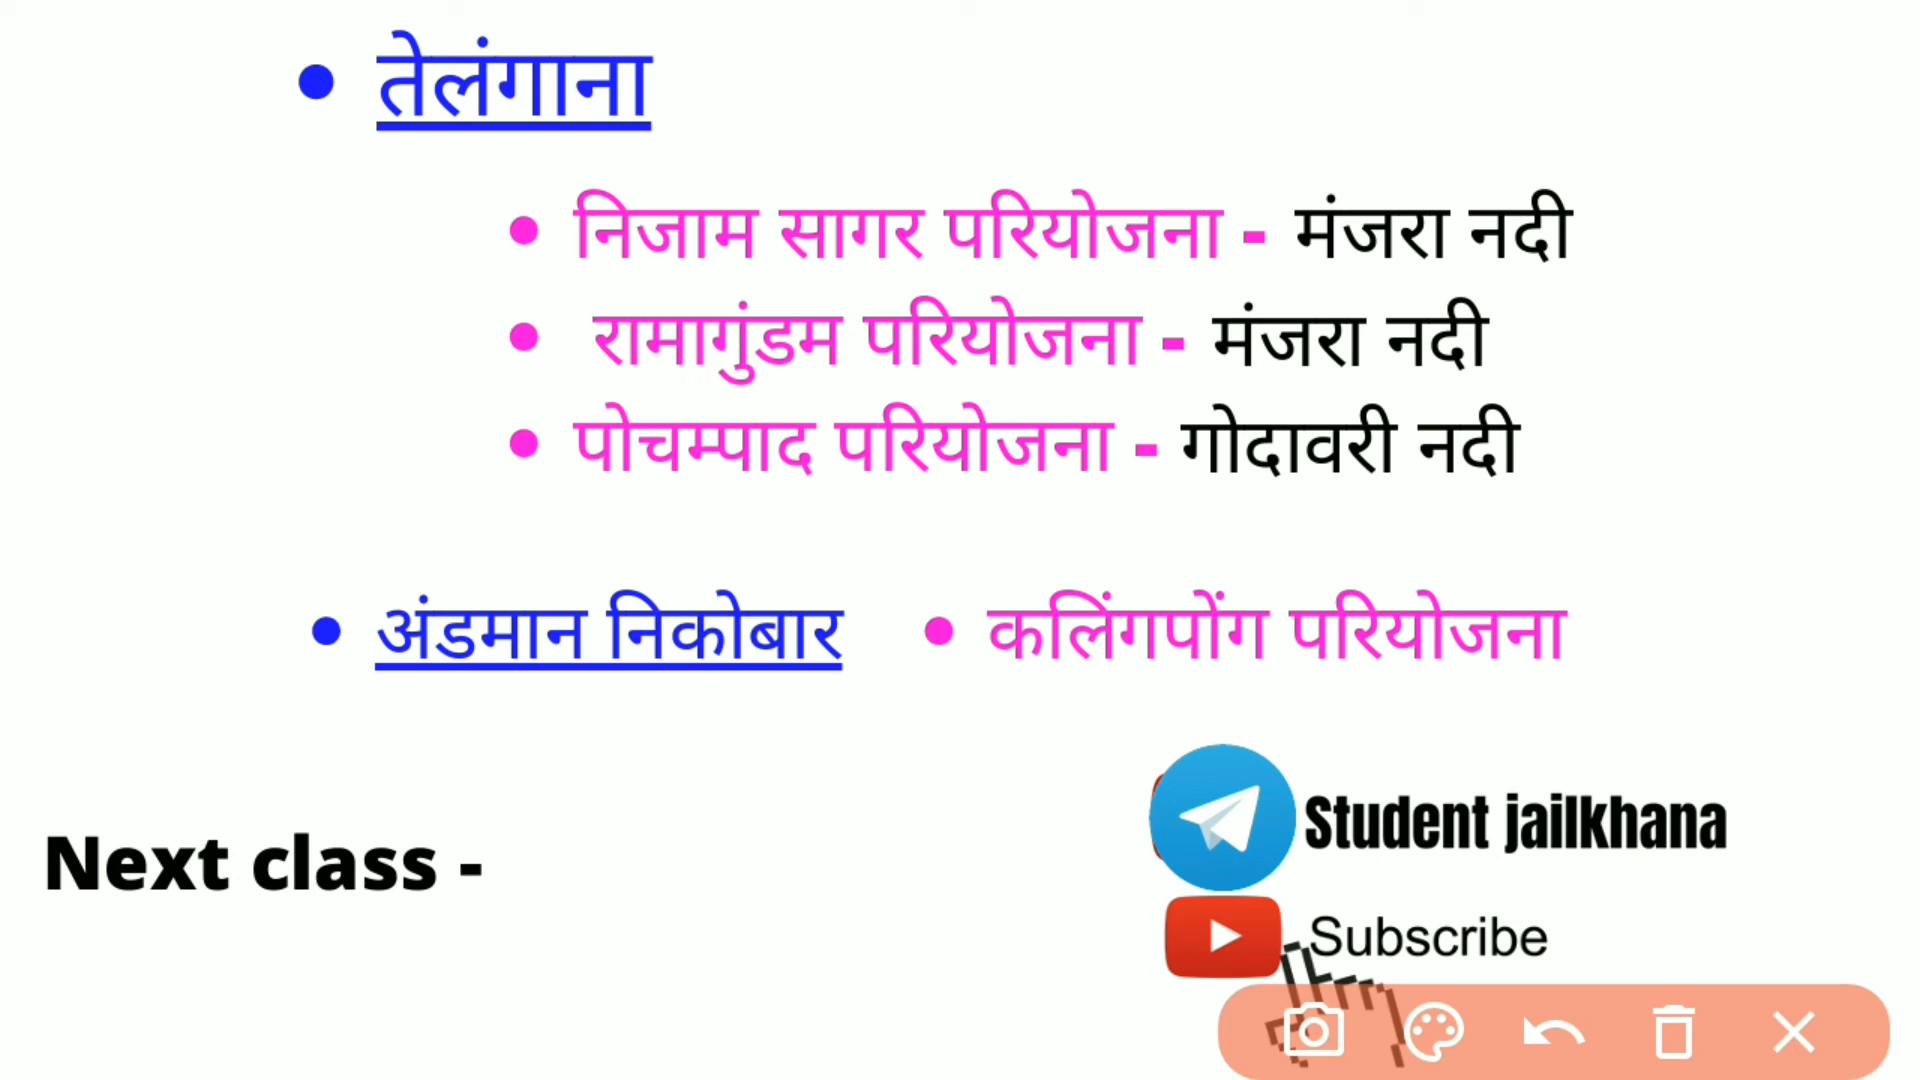 • तेलंगाना
• निजाम सागर परियोजना - मंजरा नदी
• रामागुंडम परियोजना - मंजरा नदी
• पोचम्पाद परियोजना - गोदावरी नदी
• अंडमान निकोबार • कलिंगपोंग परियोजना
Student jailkhana
Next class -
Subscribe